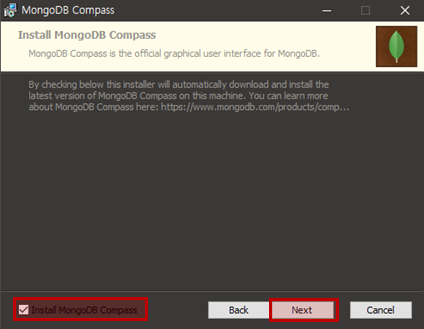 MongoDB Compass
Install MongoDB Compass
MongoDB Compass is the official graphical user interface for MongoDB.
By checking below this installer will automatically download and install the
latest version of MongoDB Compass on this machine. You can learn more
about MongoDB Compass here: https://www.mongodb.com/products/comp...
Install MongoDB Compass
Back
Next
Cancel